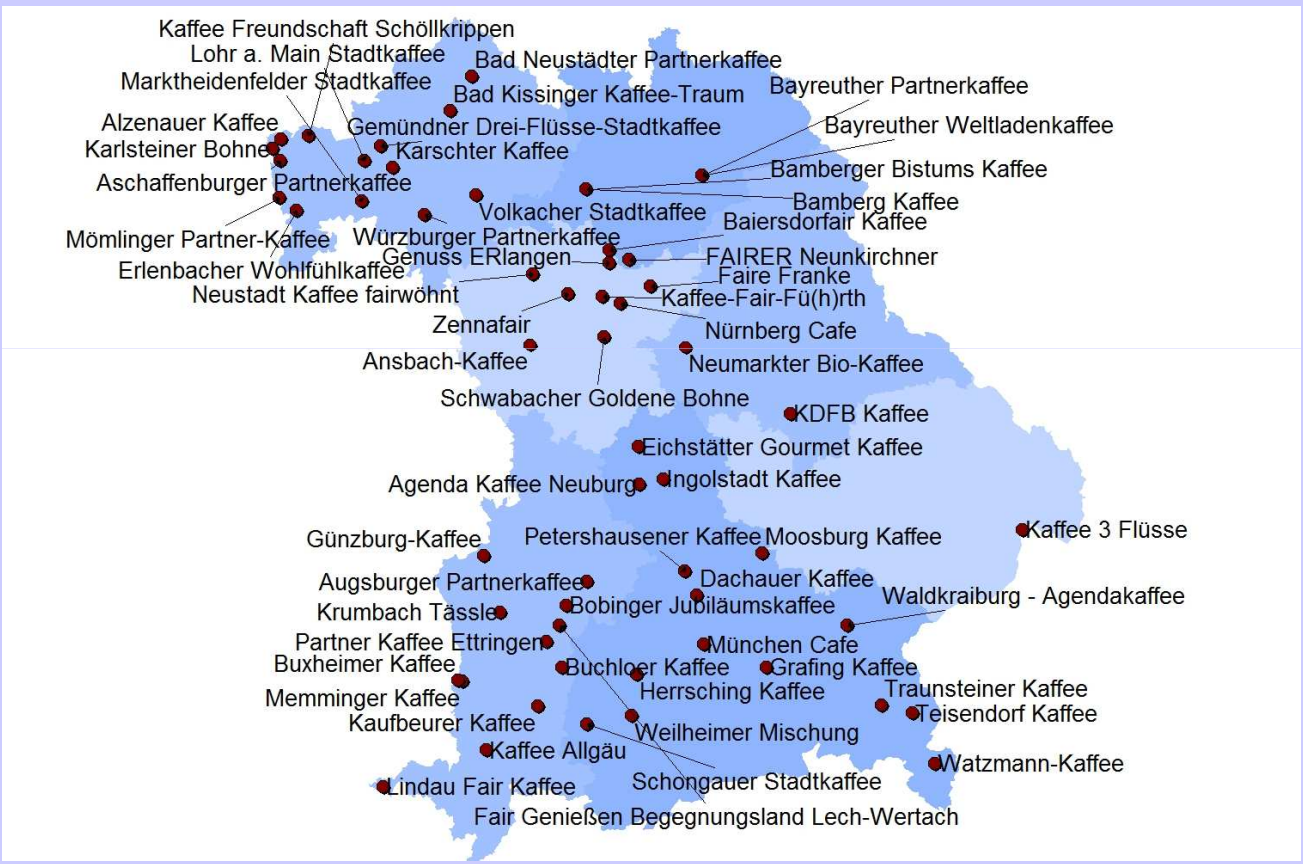 Kaffee Freundschaft Schöllkrippen
Lohr a. Main Stadtkaffee
Bad Neustädter Partnerkaffee
Marktheidenfelder Stadtkaffee
Bayreuther Partnerkaffee
Bad Kissinger Kaffee-Traum
Alzenauer Kaffee
Gemündner Drei-Flüsse-Stadtkaffee
Bayreuther Weltladenkaffee
Karlsteiner Bohne
Karschter Kaffee
Bamberger Bistums Kaffee
Aschaffenburger Partnerkaffee
Bamberg Kaffee
Volkacher Stadtkaffee
Baiersdorfair Kaffee
Mömlinger Partner-Kaffee
Würzburger Partnerkaffee
Genuss ERlangen
FAIRER Neunkirchner
Erlenbacher Wohlfühlkaffee
Faire Franke
Neustadt Kaffee fairwöhnt
Kaffee-Fair-Fü(h)rth
Zennafair
Nürnberg Cafe
Ansbach-Kaffee
Neumarkter Bio-Kaffee
Schwabacher Goldene Bohne
KDFB Kaffee
Eichstätter Gourmet Kaffee
Agenda Kaffee Neuburg
Ingolstadt Kaffee
Kaffee 3 Flüsse
Günzburg-Kaffee
Petershausener Kaffee
Moosburg Kaffee
Augsburger Partnerkaffee
Dachauer Kaffee
Waldkraiburg - Agendakaffee
Krumbach Tässle
Bobinger Jubiläumskaffee
Partner Kaffee Ettringen
München Cafe
Buxheimer Kaffee
Buchloer Kaffee
Grafing Kaffee
Memminger Kaffee
Herrsching Kaffee
Traunsteiner Kaffee
Kaufbeurer Kaffee
Teisendorf Kaffee
Weilheimer Mischung
Kaffee Allgäu
Watzmann-Kaffee
Lindau Fair Kaffee
Schongauer Stadtkaffee
Fair Genießen Begegnungsland Lech-Wertach